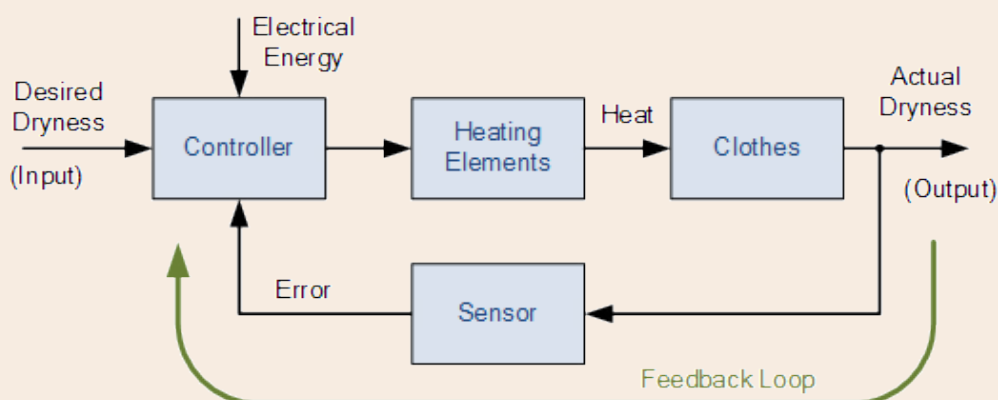 Electrical
Energy
Desired
Dryness
(Input)
Controller
Heating
Elements
Heat
Clothes
Actual
Dryness
(Output)
Error
Sensor
Feedback Loop